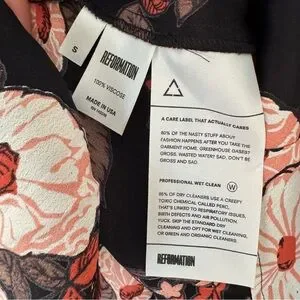 S
REFORMATION
100% VISCOSE
MADE IN USA
A CARE LABEL THAT ACTUALLY CARES
60% OF THE NASTY STUFF ABOUT
FASHION HAPPENS AFTER YOU TAKE THE
GARMENT HOME. GREENHOUSE GASES?
GROSS. WASTED WATER? SAD. DON'T BE
GROSS AND SAD.
PROFESSIONAL WET CLEAN W
85% OF DRY CLEANERS USE A CREEPY
TOXIC CHEMICAL CALLED PERC,
THAT'S LINKED TO RESPIRATORY ISSUES,
BIRTH DEFECTS AND AIR POLLUTION.
YUCK. SKIP THE STANDARD DRY
CLEANING AND OPT FOR WET CLEANING
OR GREEN AND ORGANIC CLEANERS.
REFORMATION